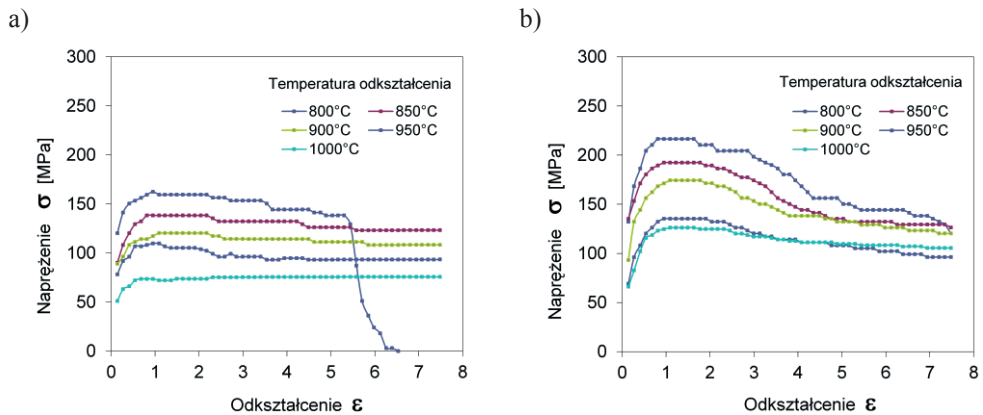 a)
300
250
200
150
100
50
0
Naprężenie σ [MPa]
Temperatura odkształcenia
800°C 850°C
900°C 950°C
1000°C
0 1 2 3 4 5 6 7 8
Odkształcenie ε
b)
300
250
200
150
100
50
0
Naprężenie σ [MPa]
Temperatura odkształcenia
800°C 850°C
900°C 950°C
1000°C
0 1 2 3 4 5 6 7 8
Odkształcenie ε